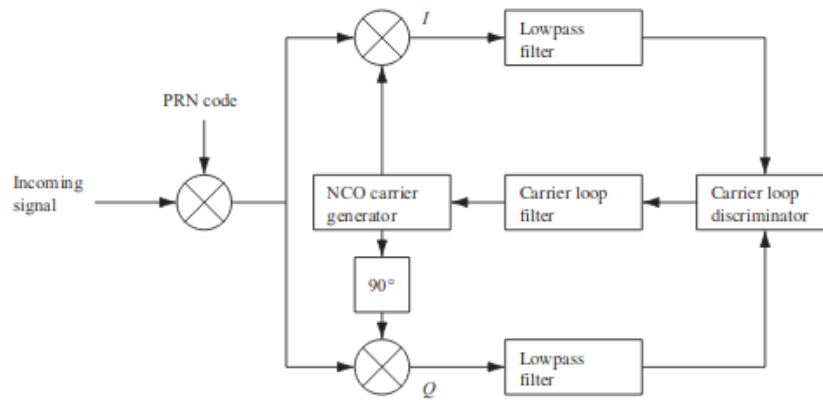 I
Lowpass
filter
PRN code
Incoming
signal
NCO carrier
generator
Carrier loop
filter
Carrier loop
discriminator
90°
Lowpass
filter
Q